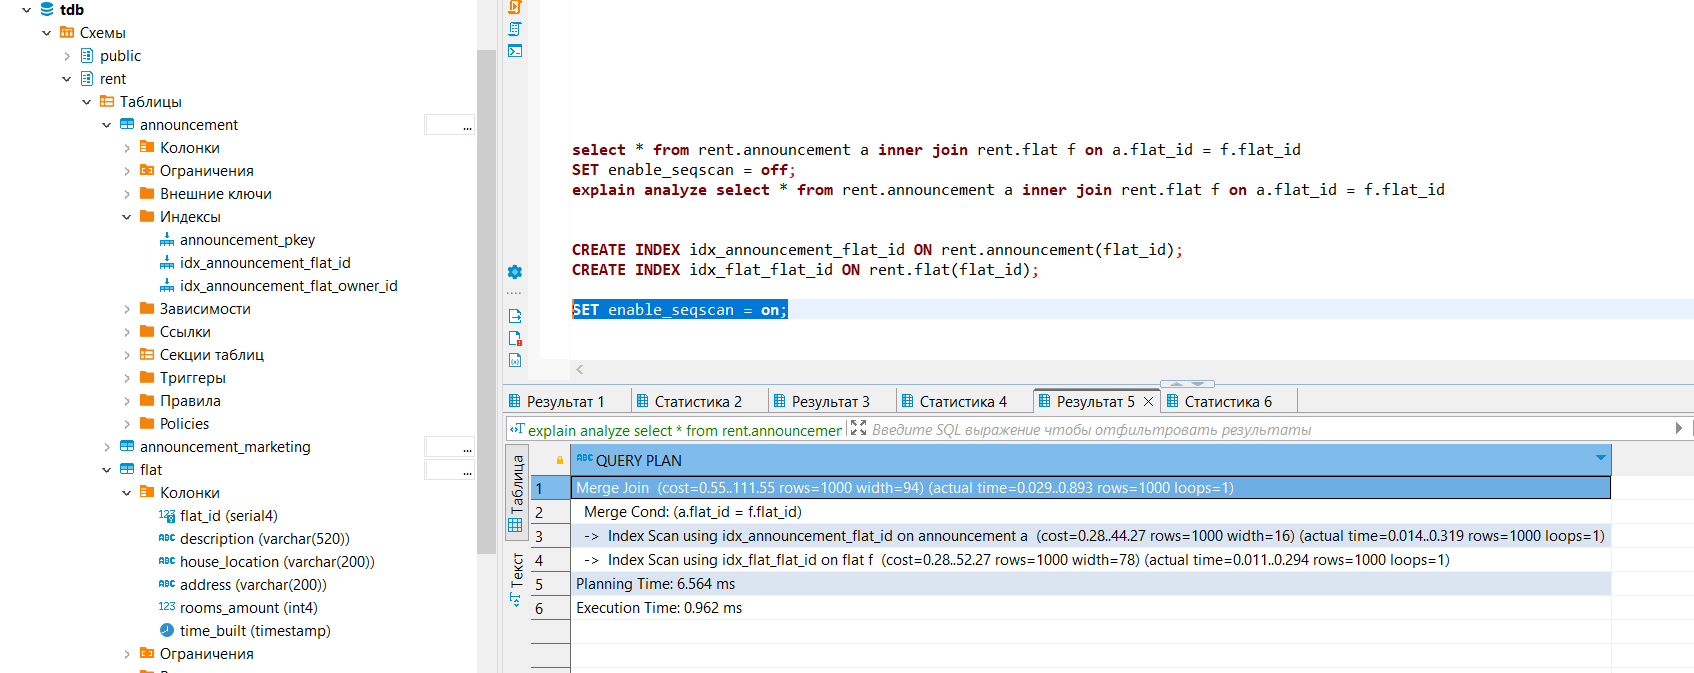 tdb
Схемы
public
rent
Таблицы
announcement
...
Колонки
Ограничения
Внешние ключи
Индексы
announcement_pkey
idx_announcement_flat_id
idx_announcement_flat_owner_id
Зависимости
Ссылки
Секции таблиц
Триггеры
Правила
Policies
announcement_marketing
...
flat
...
Колонки
123 flat_id (serial4)
ABC description (varchar(520))
ABC house_location (varchar(200))
ABC address (varchar(200))
123 rooms_amount (int4)
time_built (timestamp)
Ограничения
select * from rent.announcement a inner join rent.flat f on a.flat_id = f.flat_id
SET enable_seqscan = off;
explain analyze select * from rent.announcement a inner join rent.flat f on a.flat_id = f.flat_id
CREATE INDEX idx_announcement_flat_id ON rent.announcement(flat_id);
CREATE INDEX idx_flat_flat_id ON rent.flat(flat_id);
SET enable_seqscan = on;
Результат 1
Статистика 2
Результат 3
Статистика 4
Результат 5
Статистика 6
explain analyze select * from rent.announcemer
Введите SQL выражение чтобы отфильтровать результаты
Таблица
Текст
ABC QUERY PLAN
1 Merge Join (cost=0.55..111.55 rows=1000 width=94) (actual time=0.029..0.893 rows=1000 loops=1)
2 Merge Cond: (a.flat_id = f.flat_id)
3 -> Index Scan using idx_announcement_flat_id on announcement a (cost=0.28..44.27 rows=1000 width=16) (actual time=0.014..0.319 rows=1000 loops=1)
4 -> Index Scan using idx_flat_flat_id on flat f (cost=0.28..52.27 rows=1000 width=78) (actual time=0.011..0.294 rows=1000 loops=1)
5 Planning Time: 6.564 ms
6 Execution Time: 0.962 ms